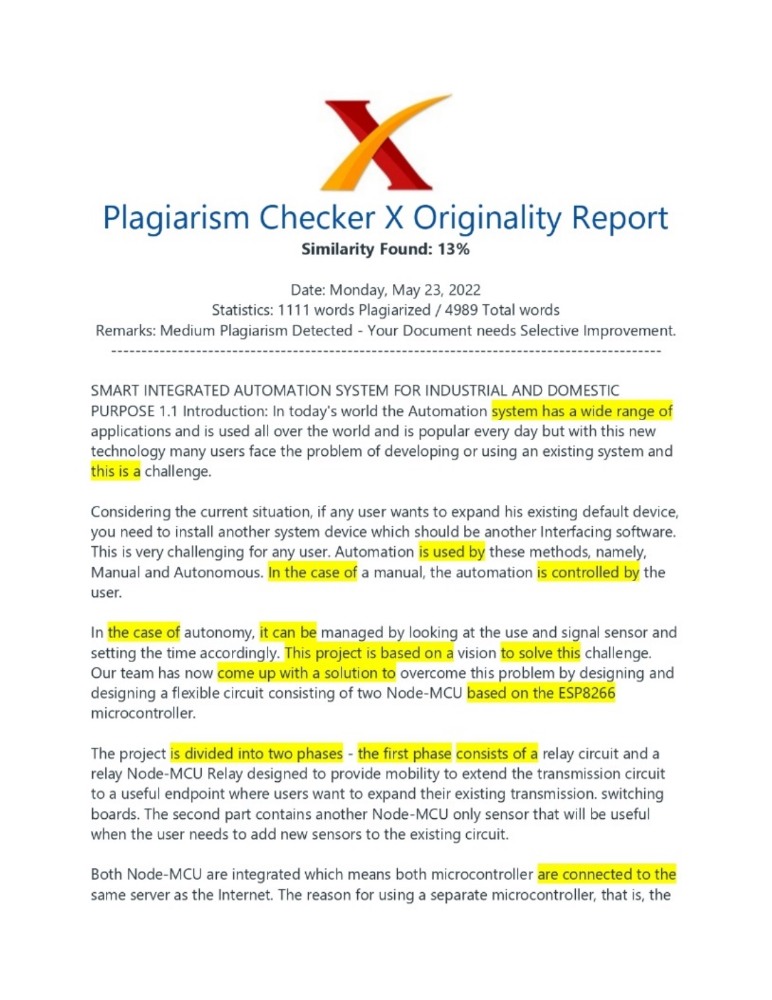 Plagiarism Checker X Originality Report
Similarity Found: 13%
Date: Monday, May 23, 2022
Statistics: 1111 words Plagiarized / 4989 Total words
Remarks: Medium Plagiarism Detected - Your Document needs Selective Improvement.
-------------------------------------------------------------------------------------------
SMART INTEGRATED AUTOMATION SYSTEM FOR INDUSTRIAL AND DOMESTIC
PURPOSE 1.1 Introduction: In today's world the Automation system has a wide range of
applications and is used all over the world and is popular every day but with this new
technology many users face the problem of developing or using an existing system and
this is a challenge.
Considering the current situation, if any user wants to expand his existing default device,
you need to install another system device which should be another Interfacing software.
This is very challenging for any user. Automation is used by these methods, namely,
Manual and Autonomous. In the case of a manual, the automation is controlled by the
user.
In the case of autonomy, it can be managed by looking at the use and signal sensor and
setting the time accordingly. This project is based on a vision to solve this challenge.
Our team has now come up with a solution to overcome this problem by designing and
designing a flexible circuit consisting of two Node-MCU based on the ESP8266
microcontroller.
The project is divided into two phases - the first phase consists of a relay circuit and a
relay Node-MCU Relay designed to provide mobility to extend the transmission circuit
to a useful endpoint where users want to expand their existing transmission. switching
boards. The second part contains another Node-MCU only sensor that will be useful
when the user needs to add new sensors to the existing circuit.
Both Node-MCU are integrated which means both microcontroller are connected to the
same server as the Internet. The reason for using a separate microcontroller, that is, the